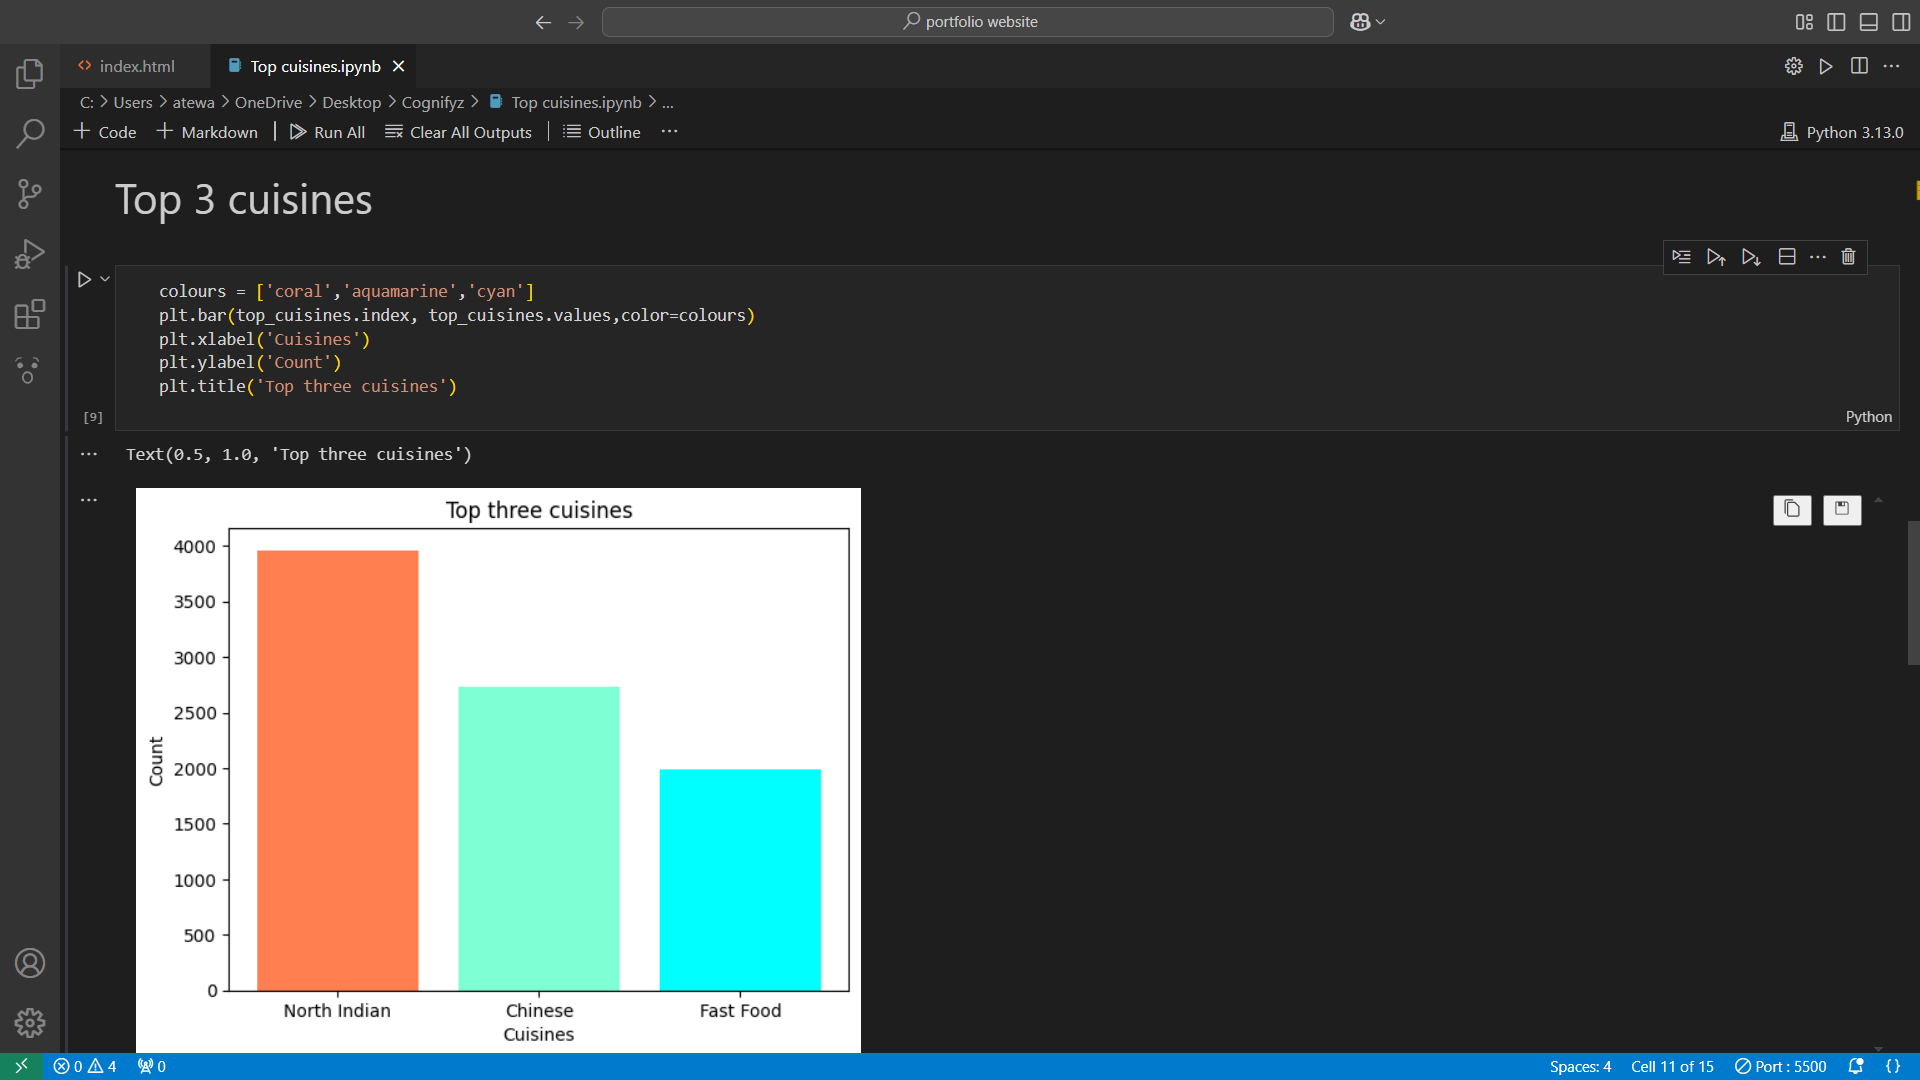 portfolio website
index.html
Top cuisines.ipynb
C: > Users > atewa > OneDrive > Desktop > Cognifyz > Top cuisines.ipynb > ...
+ Code + Markdown | Run All Clear All Outputs | Outline ...
Python 3.13.0
Top 3 cuisines
colours = ['coral','aquamarine','cyan']
plt.bar(top_cuisines.index, top_cuisines.values,color=colours)
plt.xlabel('Cuisines')
plt.ylabel('Count')
plt.title('Top three cuisines')
[9]
Python
Text(0.5, 1.0, 'Top three cuisines')
Top three cuisines
4000
3500
3000
2500
2000
1500
1000
500
0
Count
North Indian Chinese Fast Food
Cuisines
0 4 0
Spaces: 4 Cell 11 of 15 Port : 5500 {}